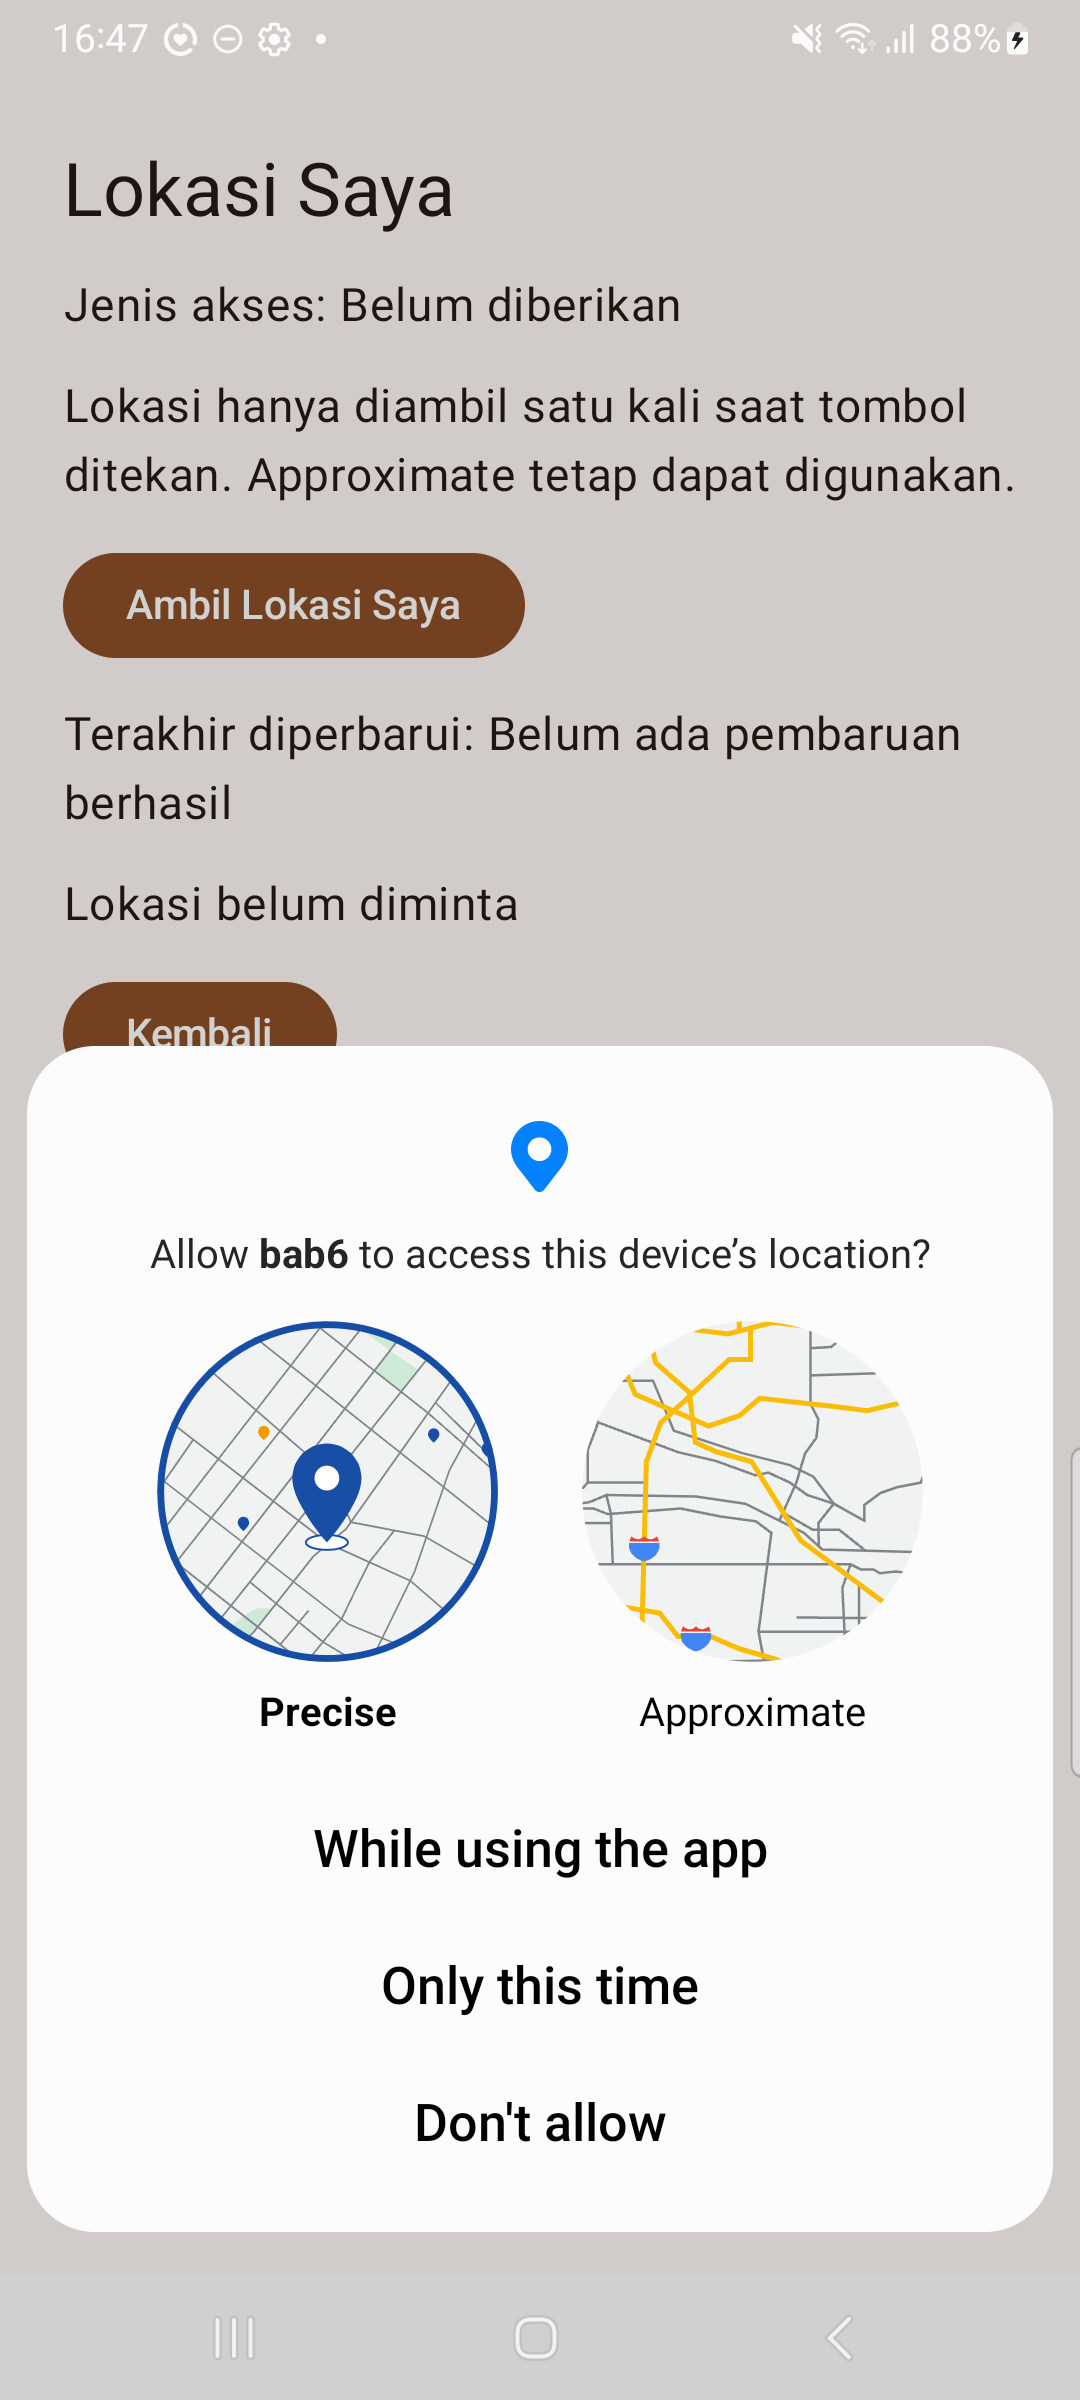 16:47
88%
Lokasi Saya
Jenis akses: Belum diberikan
Lokasi hanya diambil satu kali saat tombol
ditekan. Approximate tetap dapat digunakan.
Ambil Lokasi Saya
Terakhir diperbarui: Belum ada pembaruan
berhasil
Lokasi belum diminta
Kembali
Allow bab6 to access this device’s location?
Precise
Approximate
While using the app
Only this time
Don't allow